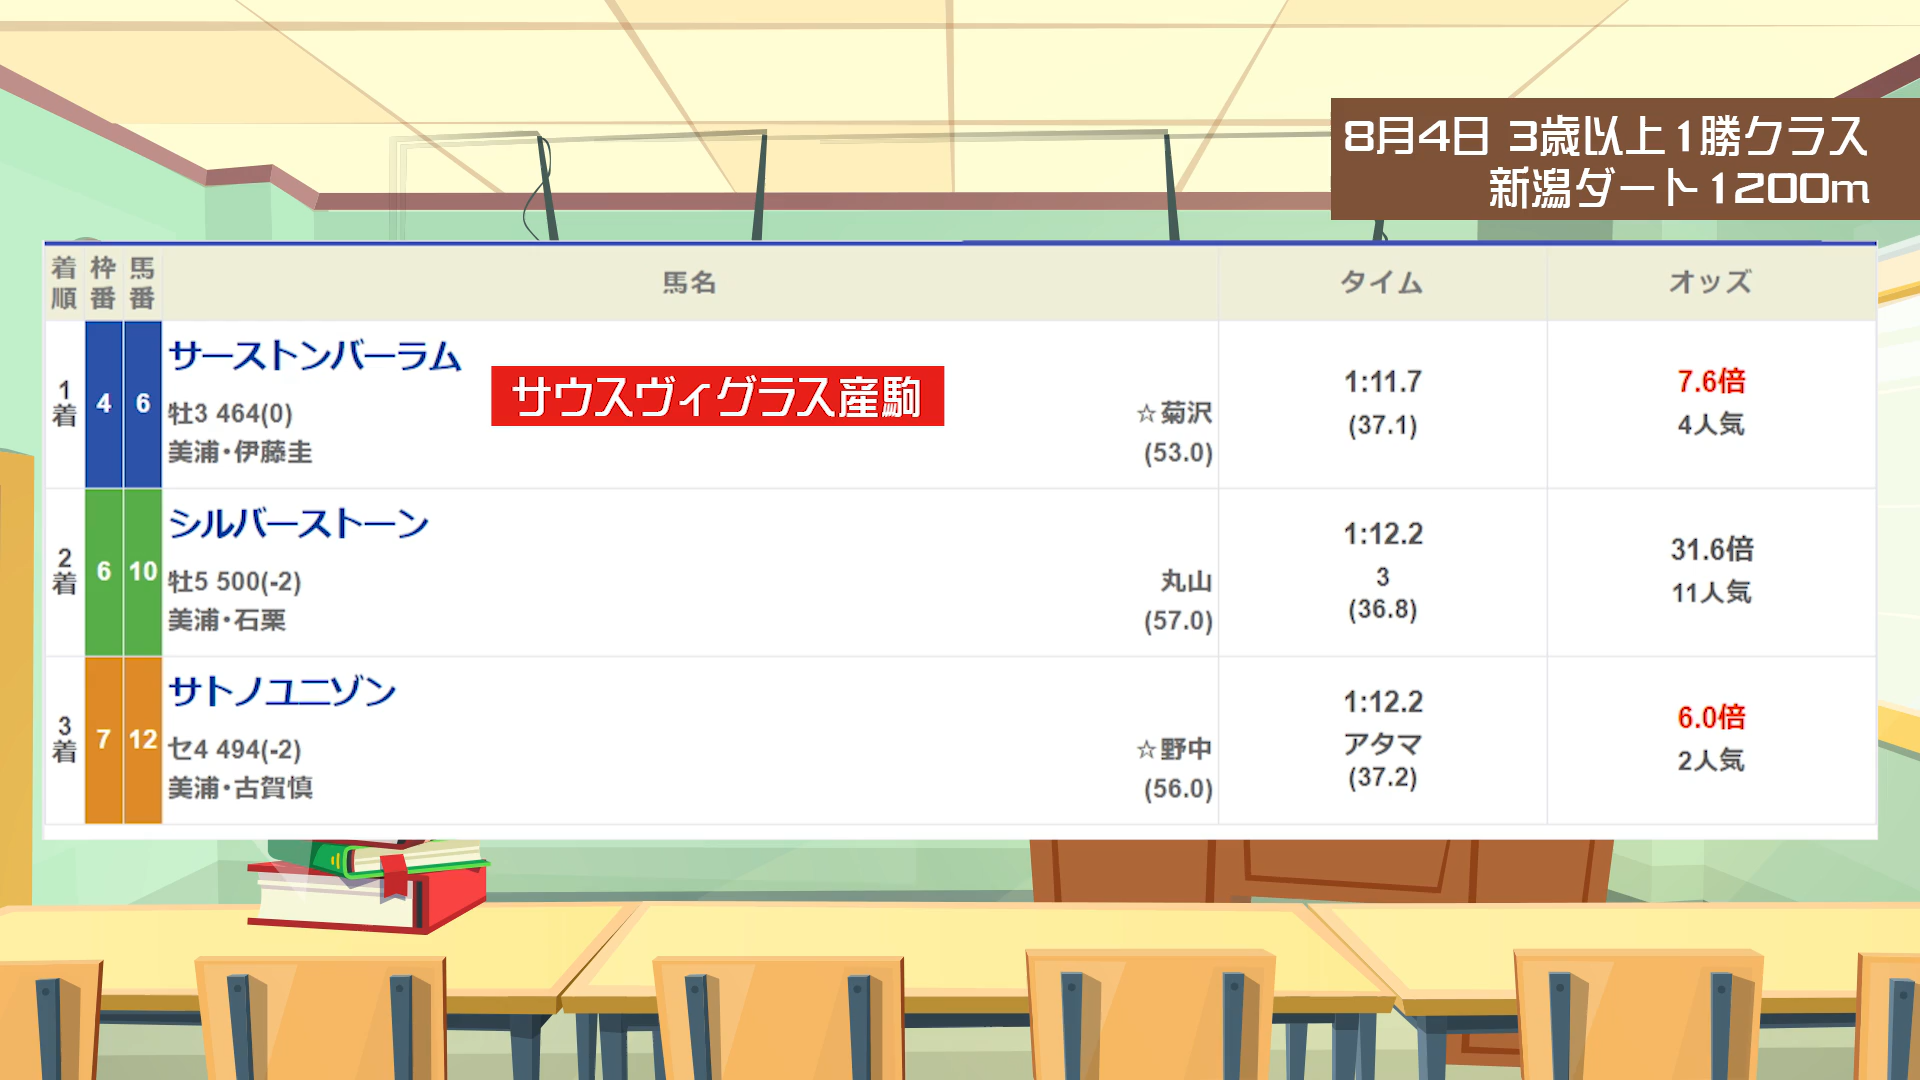 8月4日 3歳以上1勝クラス
新潟ダート1200m
着順 枠番 馬番 馬名 タイム オッズ
1着 4 6 サーストンバーラム
サウスヴィグラス産駒
牡3 464(0) ☆菊沢 1:11.7 7.6倍
美浦・伊藤圭 (53.0) (37.1) 4人気
2着 6 10 シルバーストーン 1:12.2 31.6倍
牡5 500(-2) 丸山 3 11人気
美浦・石栗 (57.0) (36.8)
3着 7 12 サトノユニゾン 1:12.2 6.0倍
セ4 494(-2) ☆野中 アタマ 2人気
美浦・古賀慎 (56.0) (37.2)